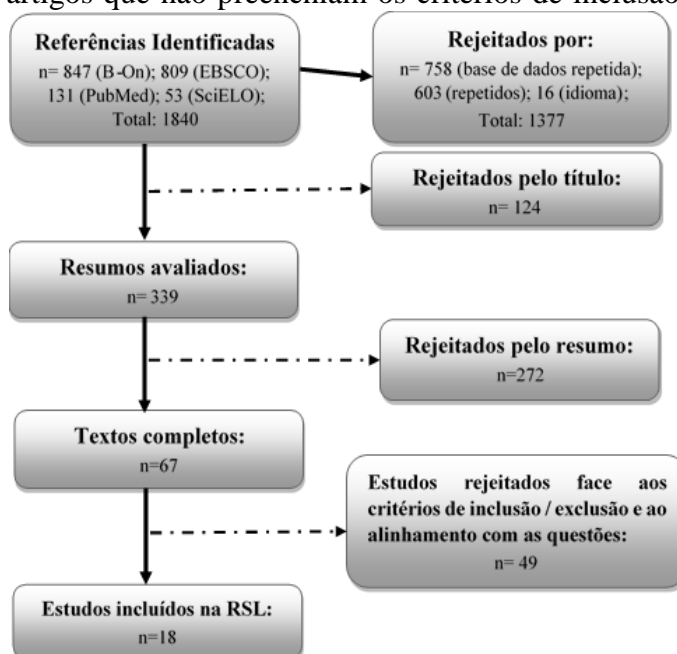 artigos que não preenchiam os critérios de inclusão
Referências Identificadas
n= 847 (B-On); 809 (EBSCO);
131 (PubMed); 53 (SciELO);
Total: 1840
Rejeitados por:
n= 758 (base de dados repetida);
603 (repetidos); 16 (idioma);
Total: 1377
Rejeitados pelo título:
n= 124
Resumos avaliados:
n= 339
Rejeitados pelo resumo:
n=272
Textos completos:
n=67
Estudos rejeitados face aos
critérios de inclusão / exclusão e ao
alinhamento com as questões:
n= 49
Estudos incluídos na RSL:
n=18